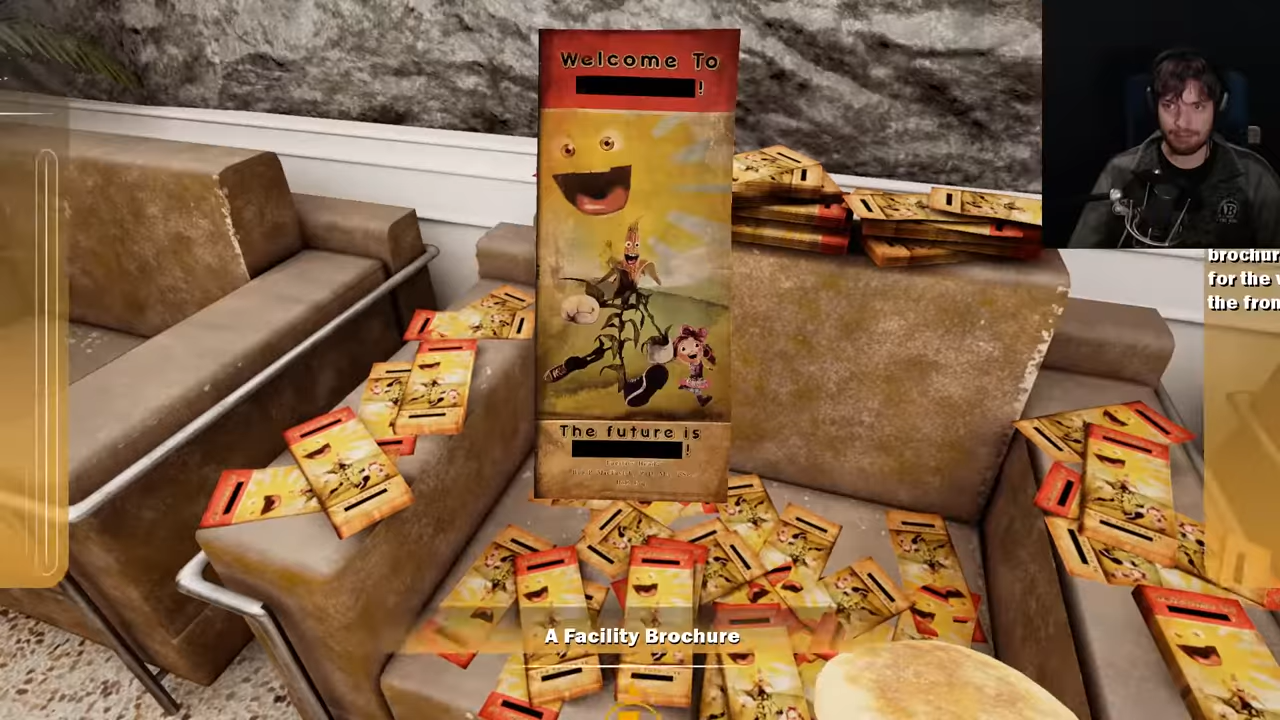 Welcome To
!
The future is
!
brochur
for the
the fron
A Facility Brochure